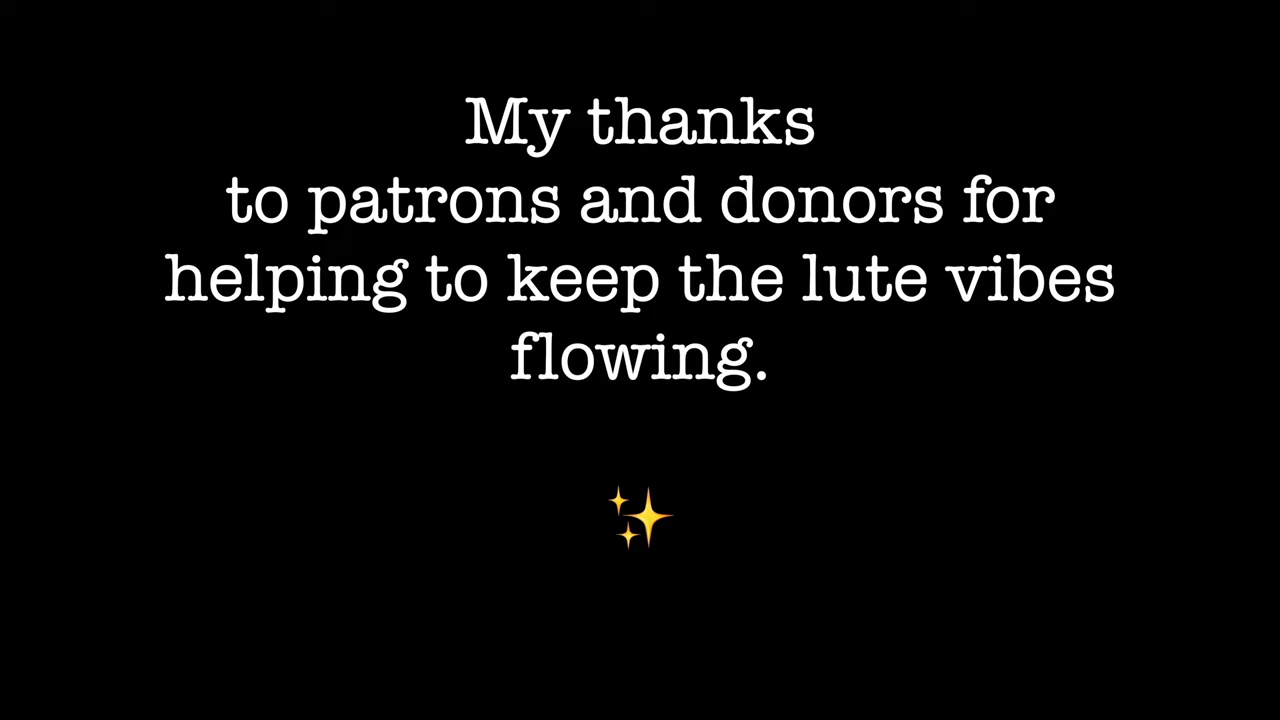 My thanks
to patrons and donors for
helping to keep the lute vibes
flowing.
✨